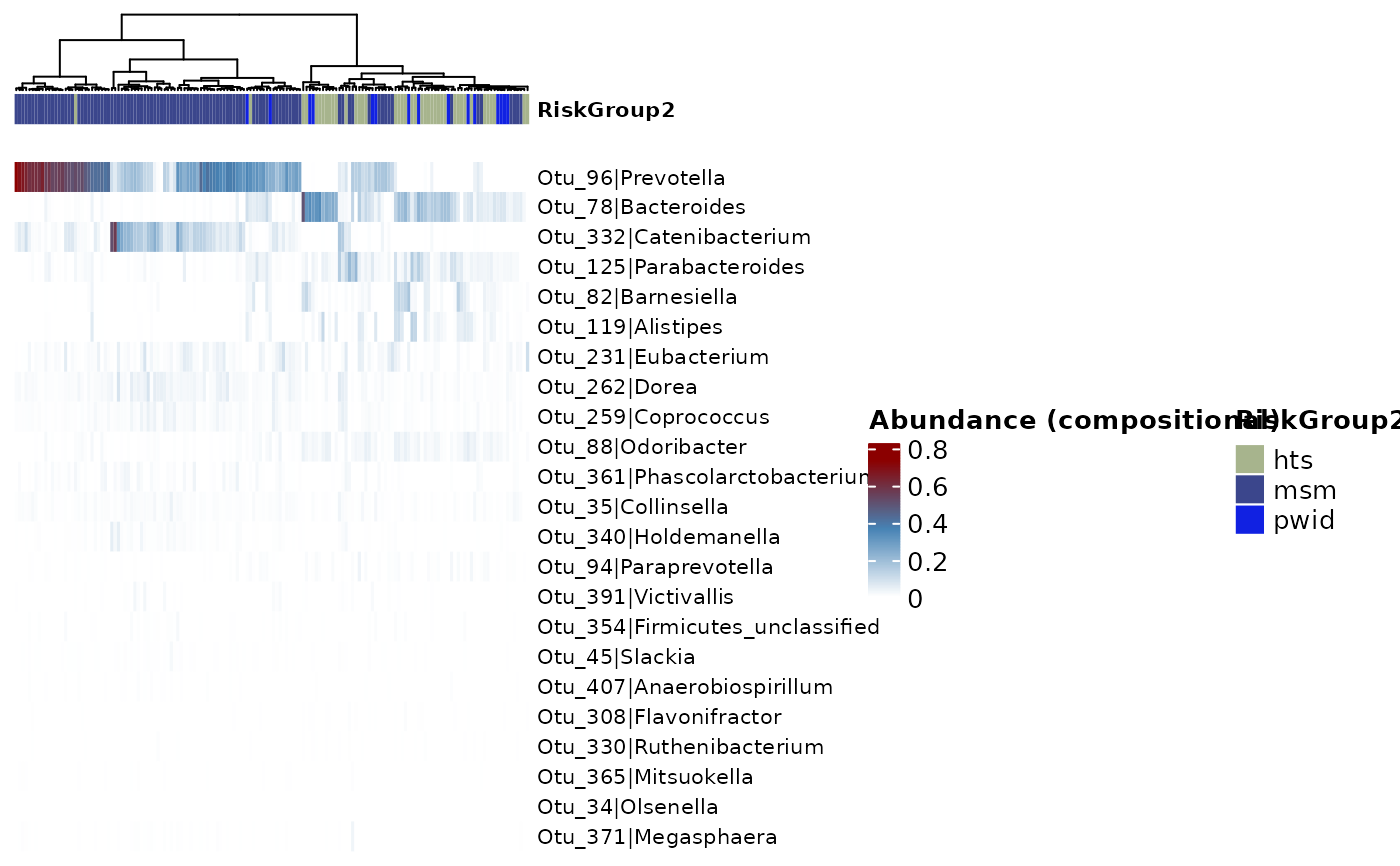 RiskGroup2
Otu_96|Prevotella
Otu_78|Bacteroides
Otu_332|Catenibacterium
Otu_125|Parabacteroides
Otu_82|Barnesiella
Otu_119|Alistipes
Otu_231|Eubacterium
Otu_262|Dorea
Otu_259|Coprococcus
Otu_88|Odoribacter
Otu_361|Phascolarctobacterium
Otu_35|Collinsella
Otu_340|Holdemanella
Otu_94|Paraprevotella
Otu_391|Victivallis
Otu_354|Firmicutes_unclassified
Otu_45|Slackia
Otu_407|Anaerobiospirillum
Otu_308|Flavonifractor
Otu_330|Ruthenibacterium
Otu_365|Mitsuokella
Otu_34|Olsenella
Otu_371|Megasphaera
Abundance (compositional)
0.8
0.6
0.4
0.2
0
RiskGroup2
hts
msm
pwid